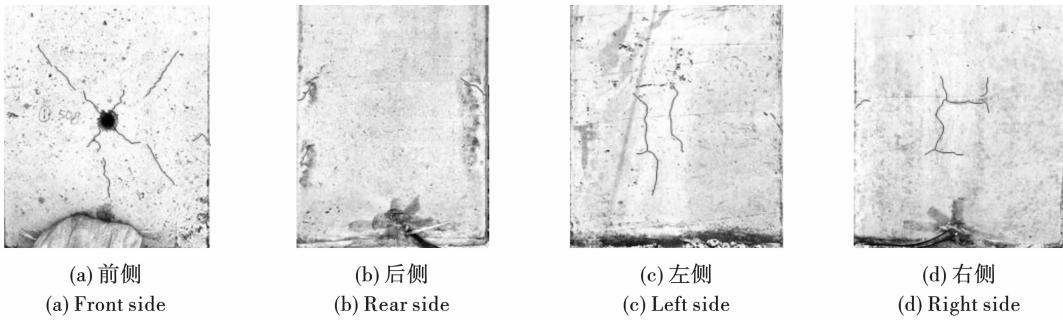 (a) 前侧
(a) Front side
(b) 后侧
(b) Rear side
(c) 左侧
(c) Left side
(d) 右侧
(d) Right side